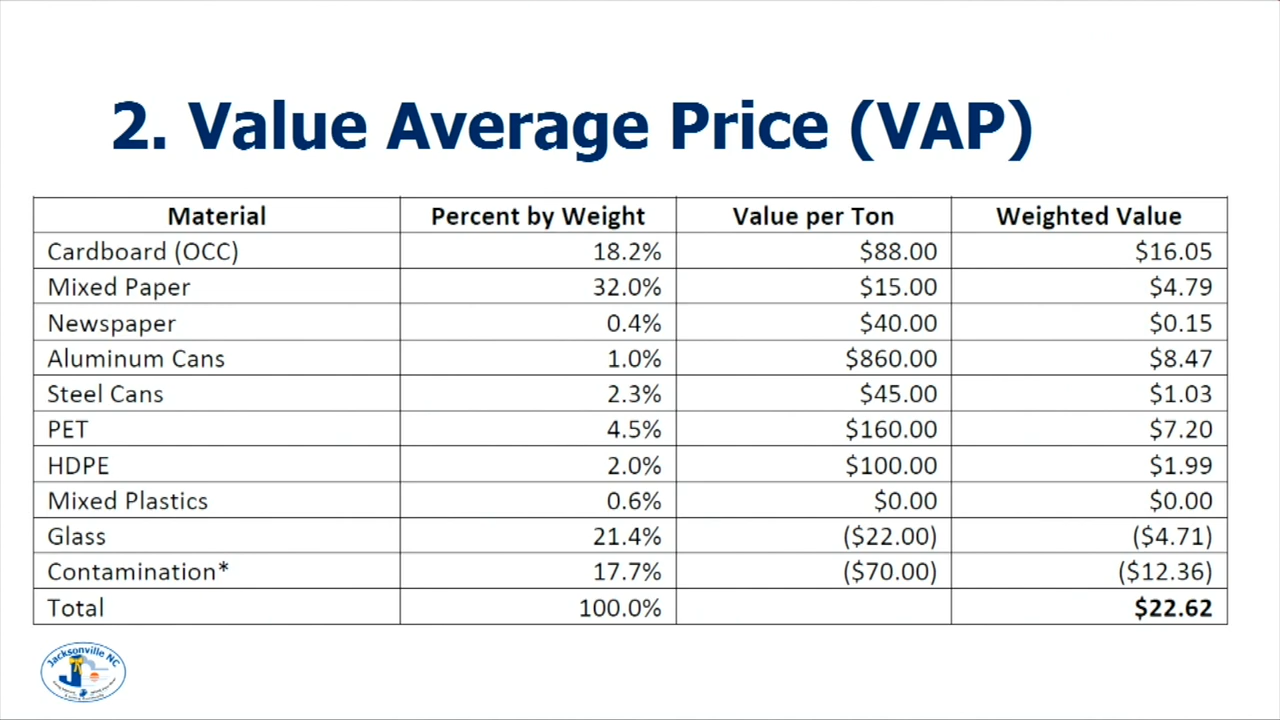 2. Value Average Price (VAP)
Material Percent by Weight Value per Ton Weighted Value
Cardboard (OCC) 18.2% $88.00 $16.05
Mixed Paper 32.0% $15.00 $4.79
Newspaper 0.4% $40.00 $0.15
Aluminum Cans 1.0% $860.00 $8.47
Steel Cans 2.3% $45.00 $1.03
PET 4.5% $160.00 $7.20
HDPE 2.0% $100.00 $1.99
Mixed Plastics 0.6% $0.00 $0.00
Glass 21.4% ($22.00) ($4.71)
Contamination* 17.7% ($70.00) ($12.36)
Total 100.0% $22.62
Jacksonville NC